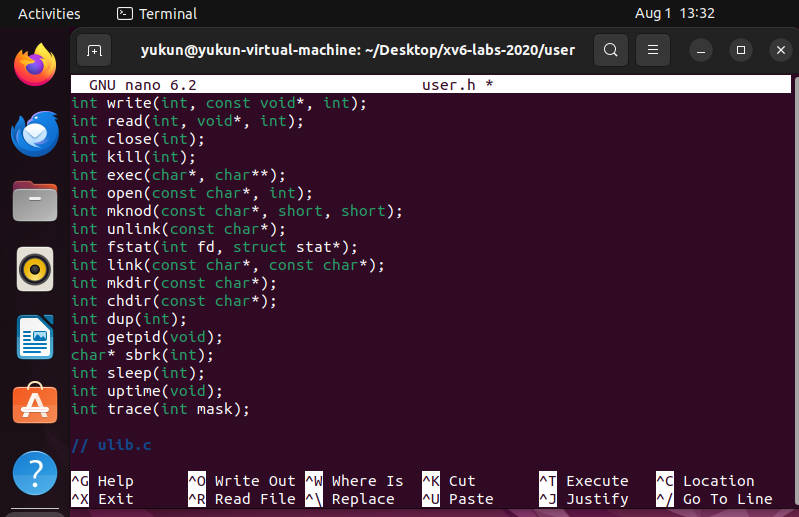 Activities Terminal Aug 1 13:32
yukun@yukun-virtual-machine: ~/Desktop/xv6-labs-2020/user
GNU nano 6.2 user.h *
int write(int, const void*, int);
int read(int, void*, int);
int close(int);
int kill(int);
int exec(char*, char**);
int open(const char*, int);
int mknod(const char*, short, short);
int unlink(const char*);
int fstat(int fd, struct stat*);
int link(const char*, const char*);
int mkdir(const char*);
int chdir(const char*);
int dup(int);
int getpid(void);
char* sbrk(int);
int sleep(int);
int uptime(void);
int trace(int mask);
// ulib.c
^G Help ^O Write Out ^W Where Is ^K Cut ^T Execute ^C Location
^X Exit ^R Read File ^\ Replace ^U Paste ^J Justify ^/ Go To Line